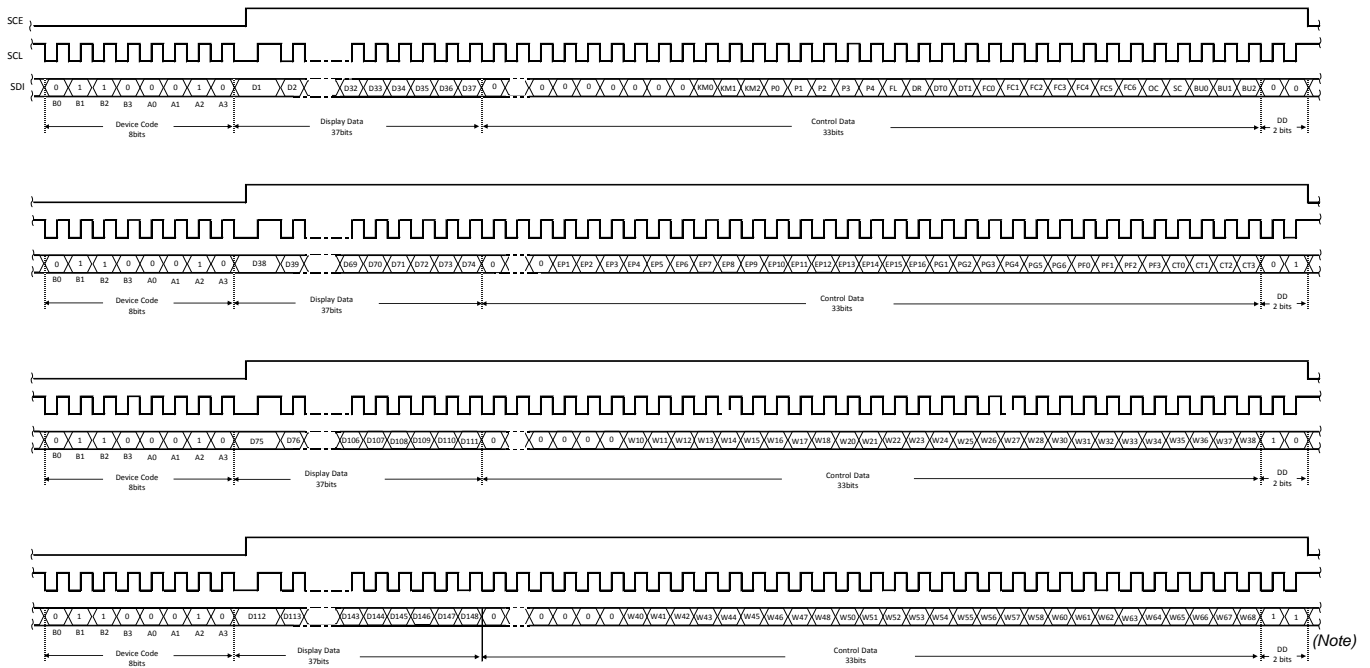 SCE
SCL
SDI 0 1 1 0 0 0 1 0 D1 D2 D32 D33 D34 D35 D36 D37 0 0 0 0 0 0 0 0 KM0 KM1 KM2 P0 P1 P2 P3 P4 FL DR DT0 DT1 FC0 FC1 FC2 FC3 FC4 FC5 FC6 OC SC BU0 BU1 BU2 0 0
B0 B1 B2 B3 A0 A1 A2 A3
Device Code Display Data Control Data DD
8bits 37bits 33bits 2 bits
0 1 1 0 0 0 1 0 D38 D39 D69 D70 D71 D72 D73 D74 0 0 EP1 EP2 EP3 EP4 EP5 EP6 EP7 EP8 EP9 EP10 EP11 EP12 EP13 EP14 EP15 EP16 PG1 PG2 PG3 PG4 PG5 PG6 PF0 PF1 PF2 PF3 CT0 CT1 CT2 CT3 0 1
B0 B1 B2 B3 A0 A1 A2 A3
Device Code Display Data Control Data DD
8bits 37bits 33bits 2 bits
0 1 1 0 0 0 1 0 D75 D76 D106 D107 D108 D109 D110 D111 0 0 0 0 0 W10 W11 W12 W13 W14 W15 W16 W17 W18 W20 W21 W22 W23 W24 W25 W26 W27 W28 W30 W31 W32 W33 W34 W35 W36 W37 W38 1 0
B0 B1 B2 B3 A0 A1 A2 A3
Device Code Display Data Control Data DD
8bits 37bits 33bits 2 bits
0 1 1 0 0 0 1 0 D112 D113 D143 D144 D145 D146 D147 D148 0 0 0 0 0 W40 W41 W42 W43 W44 W45 W46 W47 W48 W50 W51 W52 W53 W54 W55 W56 W57 W58 W60 W61 W62 W63 W64 W65 W66 W67 W68 1 1
(Note)
B0 B1 B2 B3 A0 A1 A2 A3
Device Code Display Data Control Data DD
8bits 37bits 33bits 2 bits